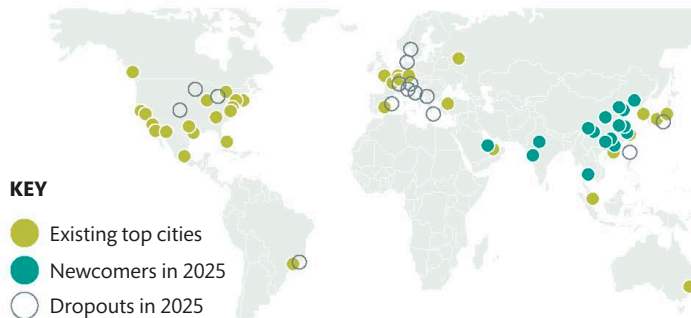 KEY
Existing top cities
Newcomers in 2025
Dropouts in 2025